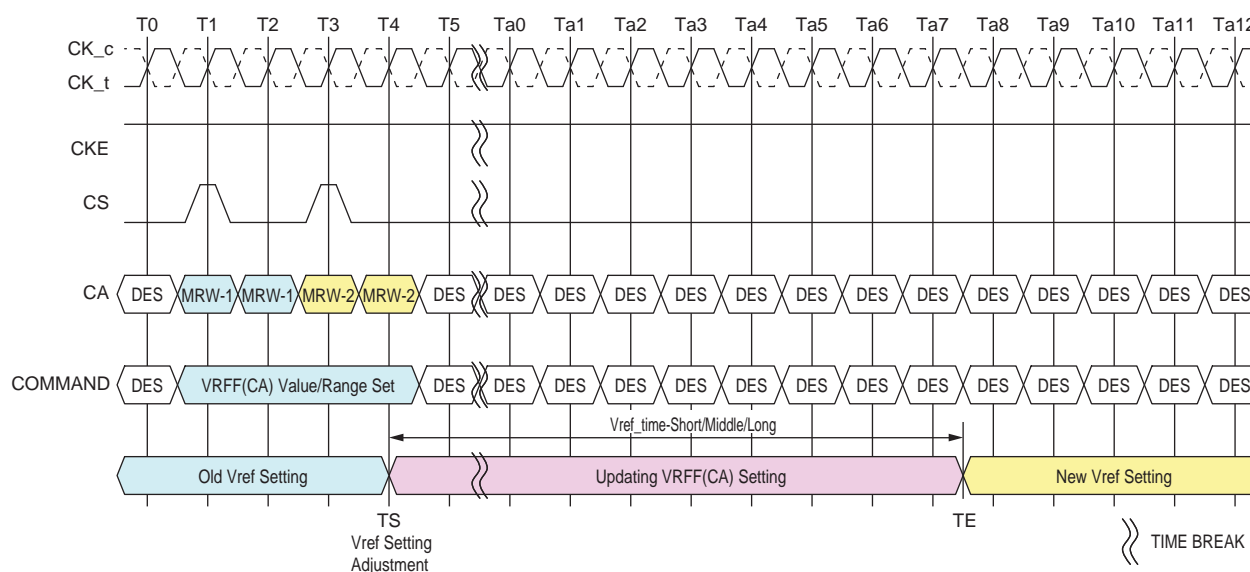 T0 T1 T2 T3 T4 T5 Ta0 Ta1 Ta2 Ta3 Ta4 Ta5 Ta6 Ta7 Ta8 Ta9 Ta10 Ta11 Ta12
CK_c
CK_t
CKE
CS
CA DES MRW-1 MRW-1 MRW-2 MRW-2 DES DES DES DES DES DES DES DES DES DES DES DES DES DES
COMMAND DES VRFF(CA) Value/Range Set DES DES DES DES DES DES DES DES DES DES DES DES DES DES
Vref_time-Short/Middle/Long
Old Vref Setting Updating VRFF(CA) Setting New Vref Setting
TS TE
Vref Setting
Adjustment
TIME BREAK